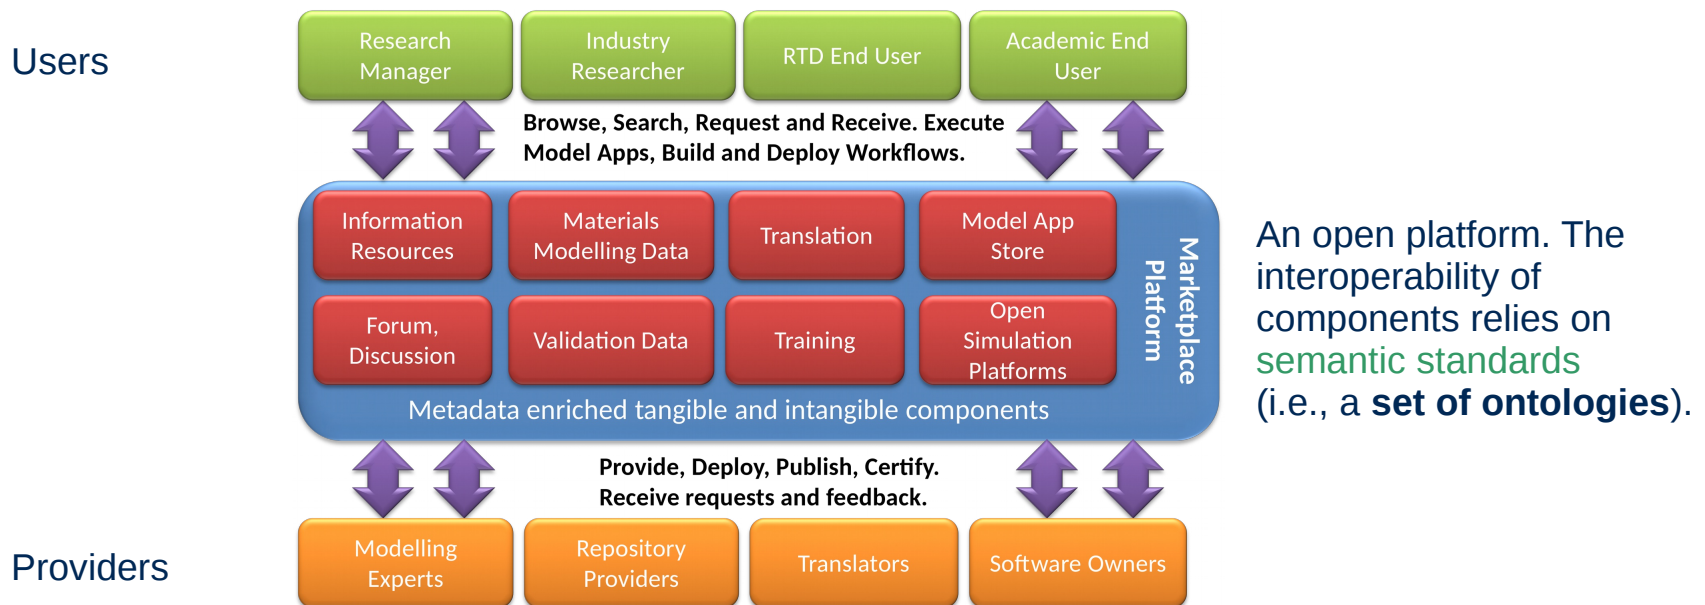 Users
Research
Manager
Industry
Researcher
RTD End User
Academic End
User
Browse, Search, Request and Receive. Execute
Model Apps, Build and Deploy Workflows.
Information
Resources
Materials
Modelling Data
Translation
Model App
Store
Forum,
Discussion
Validation Data
Training
Open
Simulation
Platforms
Marketplace
Platform
Metadata enriched tangible and intangible components
An open platform. The
interoperability of
components relies on
semantic standards
(i.e., a set of ontologies).
Provide, Deploy, Publish, Certify.
Receive requests and feedback.
Providers
Modelling
Experts
Repository
Providers
Translators
Software Owners